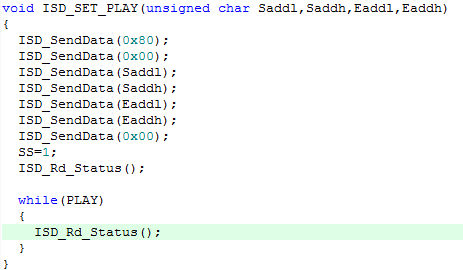 void ISD_SET_PLAY(unsigned char Saddl,Saddh,Eaddl,Eaddh)
{
ISD_SendData(0x80);
ISD_SendData(0x00);
ISD_SendData(Saddl);
ISD_SendData(Saddh);
ISD_SendData(Eaddl);
ISD_SendData(Eaddh);
ISD_SendData(0x00);
SS=1;
ISD_Rd_Status();
while(PLAY)
{
ISD_Rd_Status();
}
}